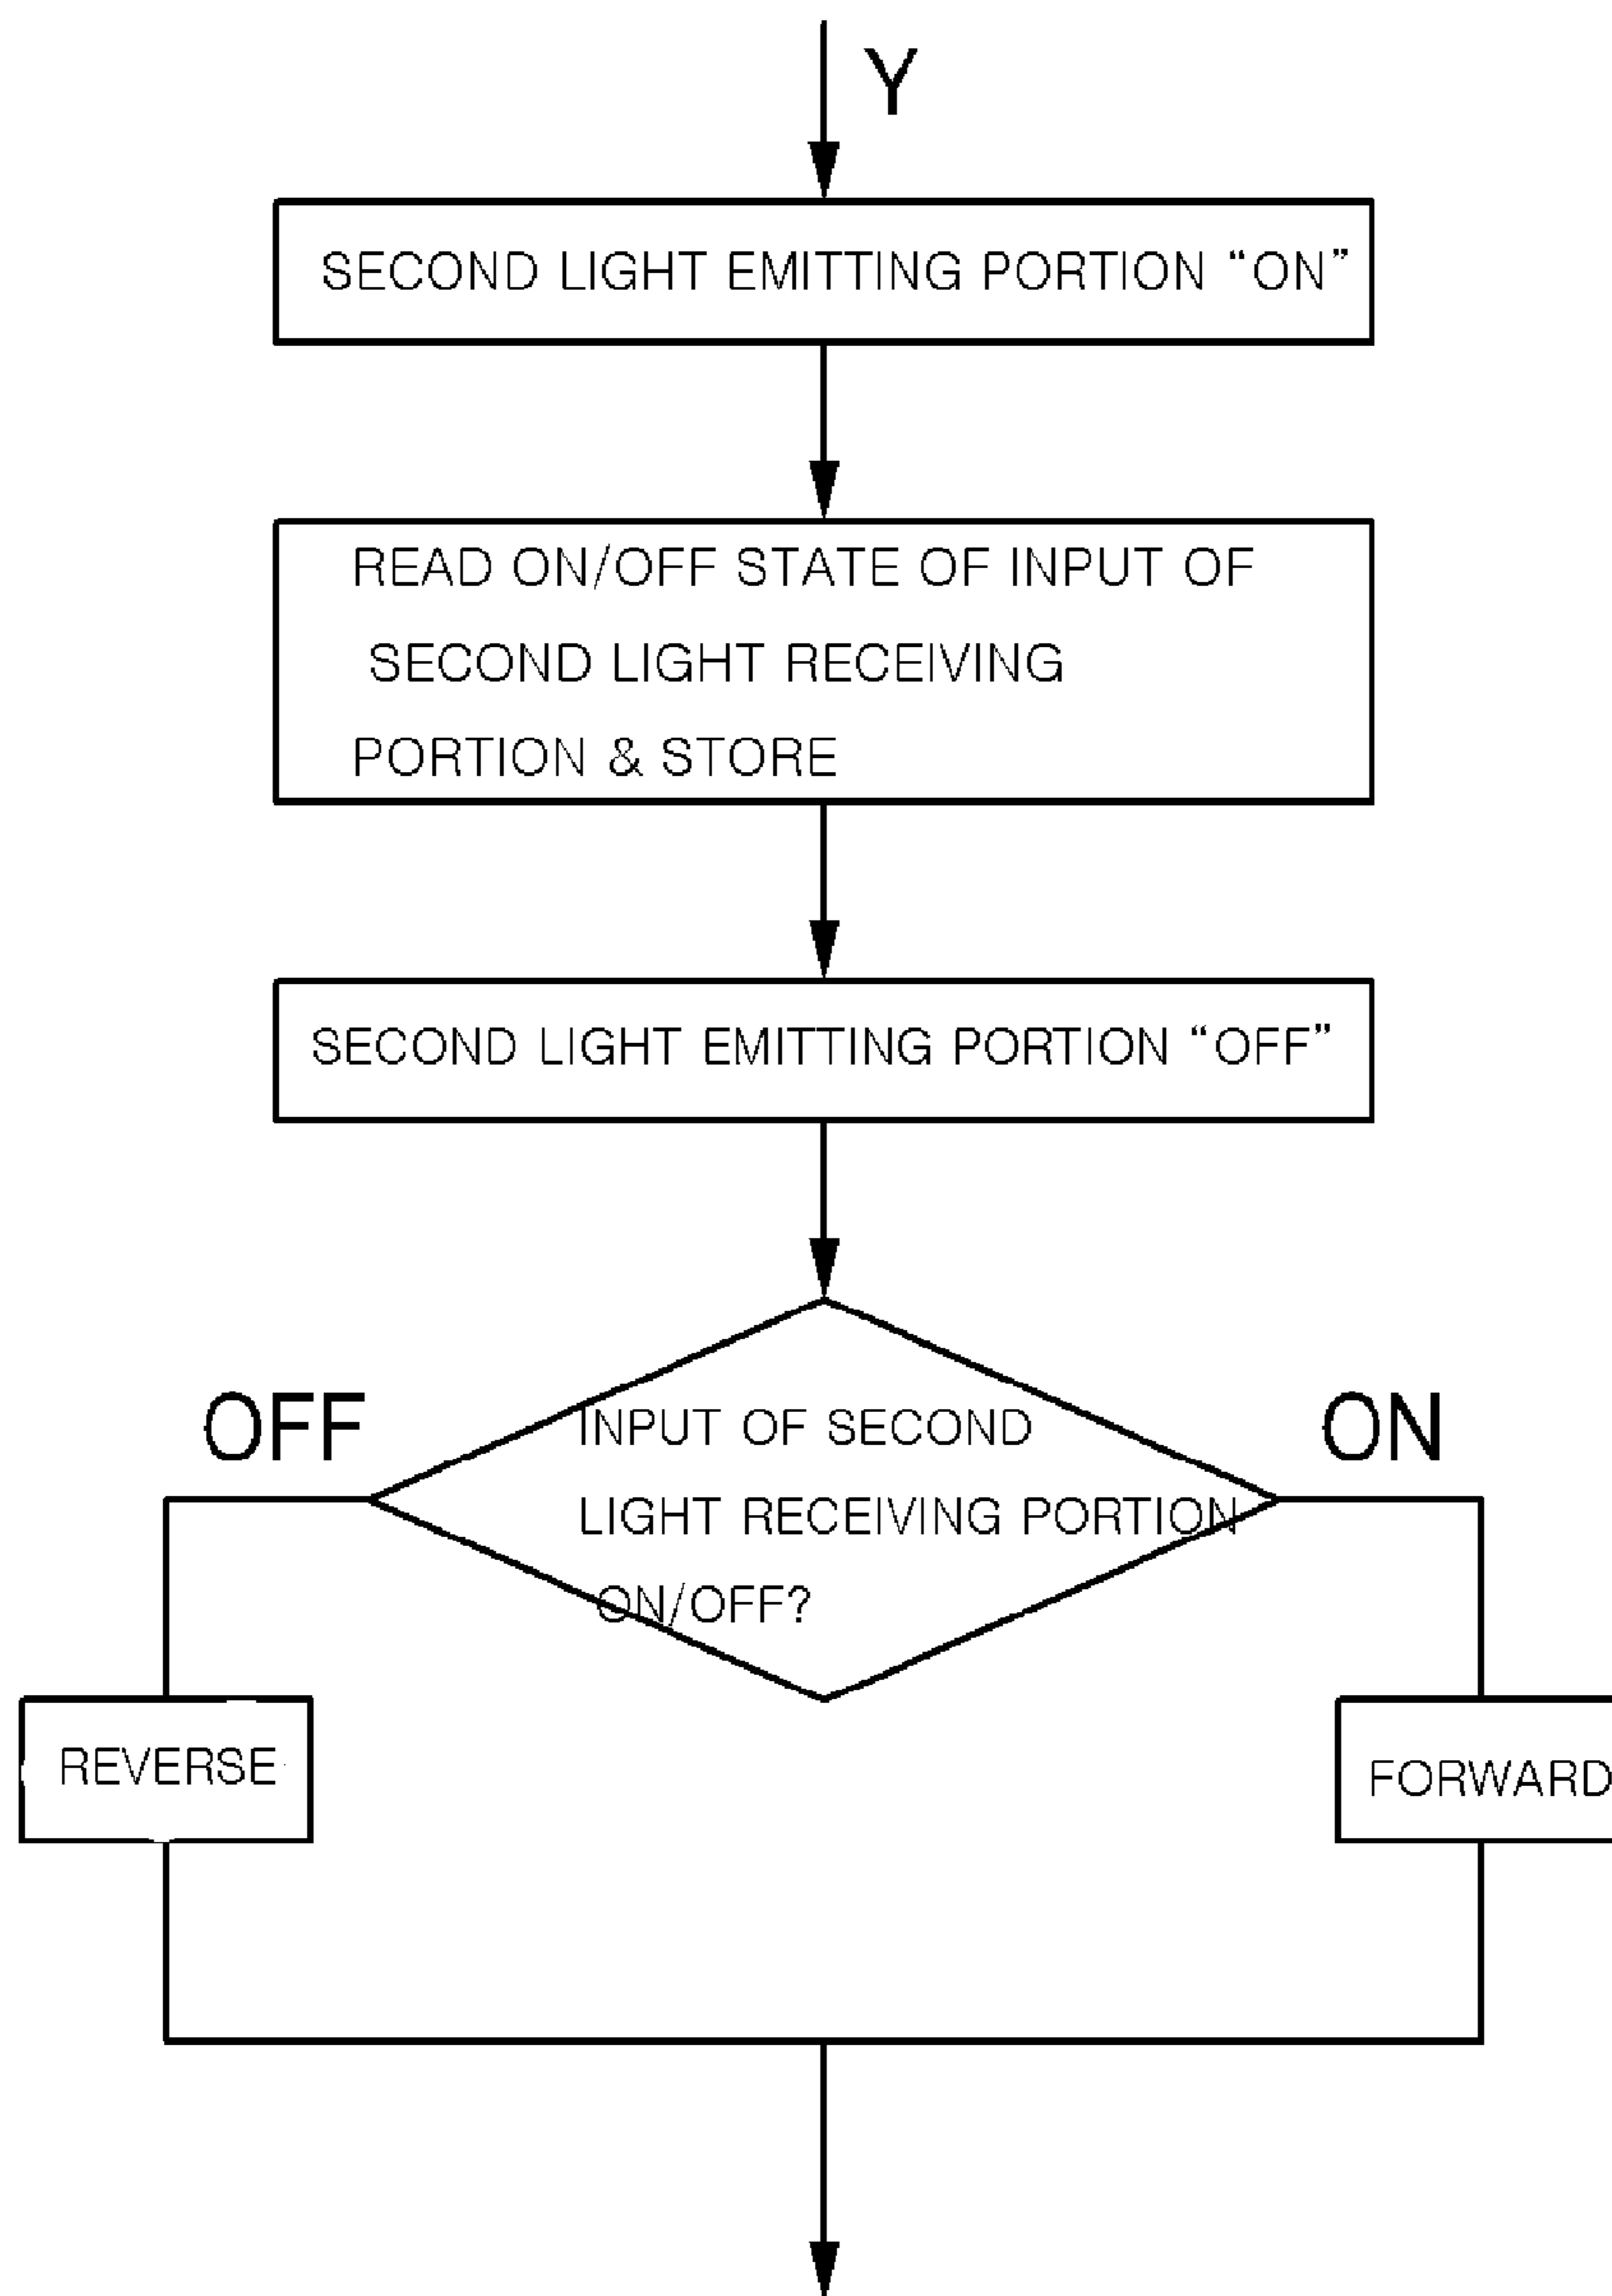 Y
SECOND LIGHT EMITTING PORTION “ON”
READ ON/OFF STATE OF INPUT OF
SECOND LIGHT RECEIVING
PORTION & STORE
SECOND LIGHT EMITTING PORTION “OFF”
OFF
ON
INPUT OF SECOND
LIGHT RECEIVING PORTION
ON/OFF?
REVERSE
FORWARD